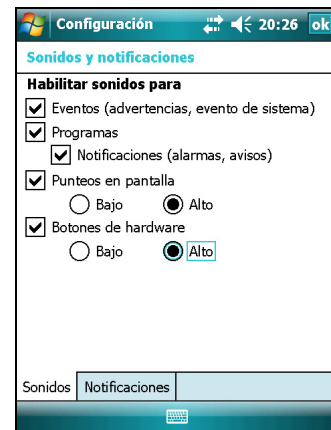 Configuración 20:26 ok
Sonidos y notificaciones
Habilitar sonidos para
Eventos (advertencias, evento de sistema)
Programas
Notificaciones (alarmas, avisos)
Punteos en pantalla
Bajo Alto
Botones de hardware
Bajo Alto
Sonidos Notificaciones